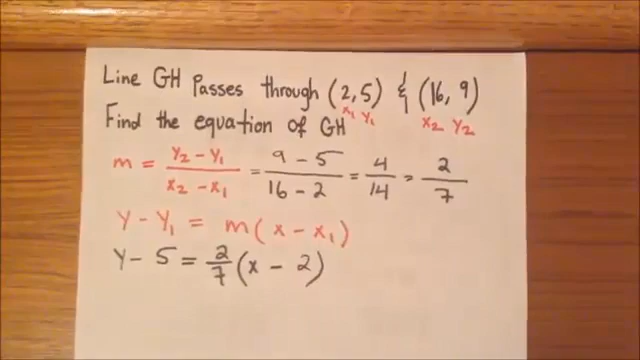 Line GH Passes through (2,5) & (16, 9)
x₁ y₁ x₂ y₂
Find the equation of GH
m = (y₂ - y₁)/(x₂ - x₁) = (9 - 5)/(16 - 2) = 4/14 = 2/7
y - y₁ = m(x - x₁)
y - 5 = 2/7 (x - 2)